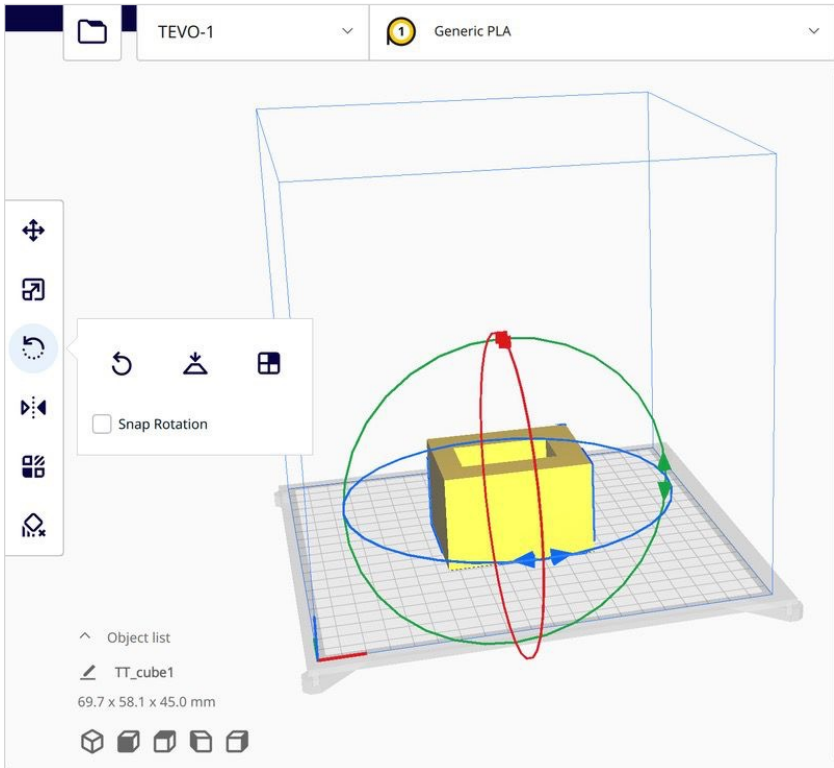 TEVO-1
1
Generic PLA
Snap Rotation
Object list
TT_cube1
69.7 x 58.1 x 45.0 mm